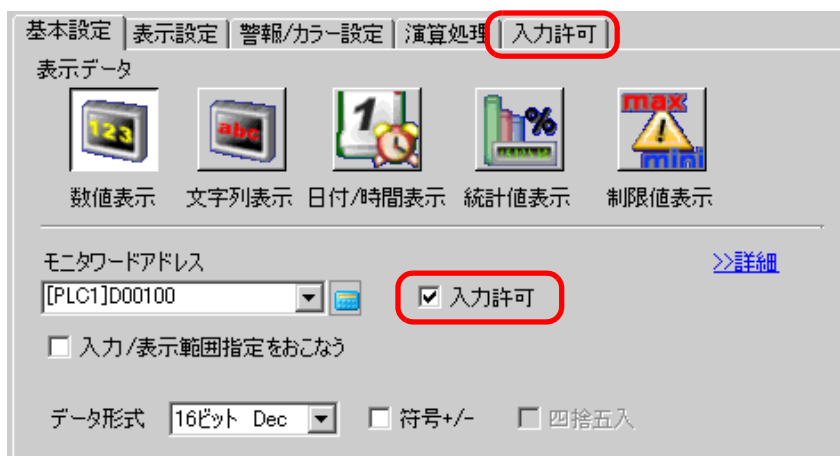 基本設定 表示設定 警報/カラー設定 演算処理 入力許可
表示データ
123 abc 1 % max mini
数値表示 文字列表示 日付/時間表示 統計値表示 制限値表示
モニタワードアドレス >>詳細
[PLC1]D00100 入力許可
入力/表示範囲指定をおこなう
データ形式 16ビット Dec 符号+/- 四捨五入